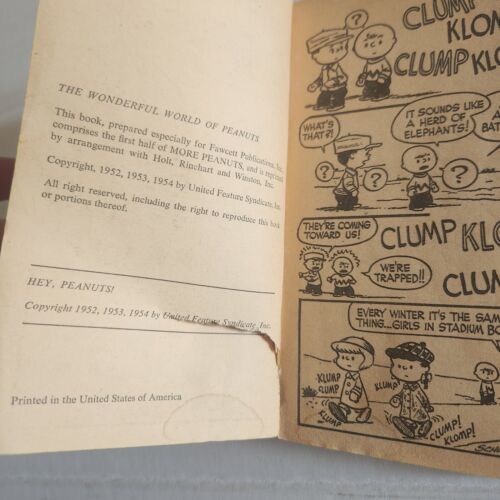 THE WONDERFUL WORLD OF PEANUTS
This book, prepared especially for Fawcett Publications, Inc.,
comprises the first half of MORE PEANUTS, and is reprinted
by arrangement with Holt, Rinehart and Winston, Inc.
Copyright, 1952, 1953, 1954 by United Feature Syndicate, Inc.
All right reserved, including the right to reproduce this book
or portions thereof.
HEY, PEANUTS!
Copyright 1952, 1953, 1954 by United Feature Syndicate, Inc.
Printed in the United States of America
CLUMP
KLOM
CLUMP KLO
?
WHAT'S
THAT?!
?
?
IT SOUNDS LIKE
A HERD OF
ELEPHANTS!
?
A
BAT
THEY'RE COMING
TOWARD US!
WE'RE
TRAPPED!!
CLUMP KLO
CLUM
EVERY WINTER IT'S THE SAM
THING...GIRLS IN STADIUM BO
KLUMP
CLUMP
KLUMP
KLUMP
CLUMP!
KLOMP!
SCH